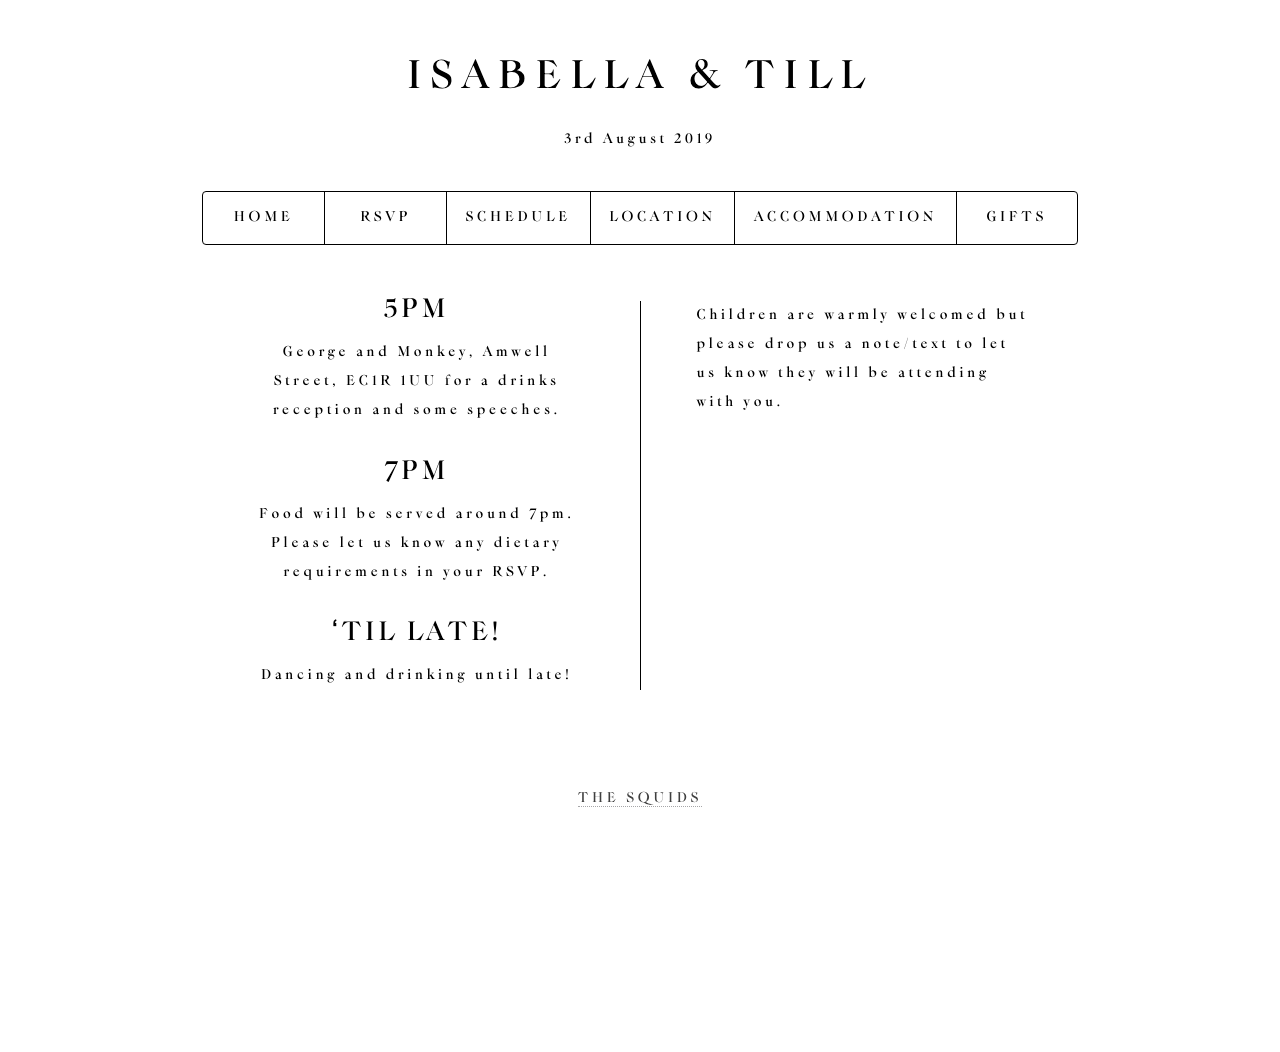 ISABELLA & TILL
3rd August 2019
HOME
RSVP
SCHEDULE
LOCATION
ACCOMMODATION
GIFTS
5PM
George and Monkey, Amwell
Street, EC1R 1UU for a drinks
reception and some speeches.
7PM
Food will be served around 7pm.
Please let us know any dietary
requirements in your RSVP.
‘TIL LATE!
Dancing and drinking until late!
Children are warmly welcomed but
please drop us a note/text to let
us know they will be attending
with you.
THE SQUIDS